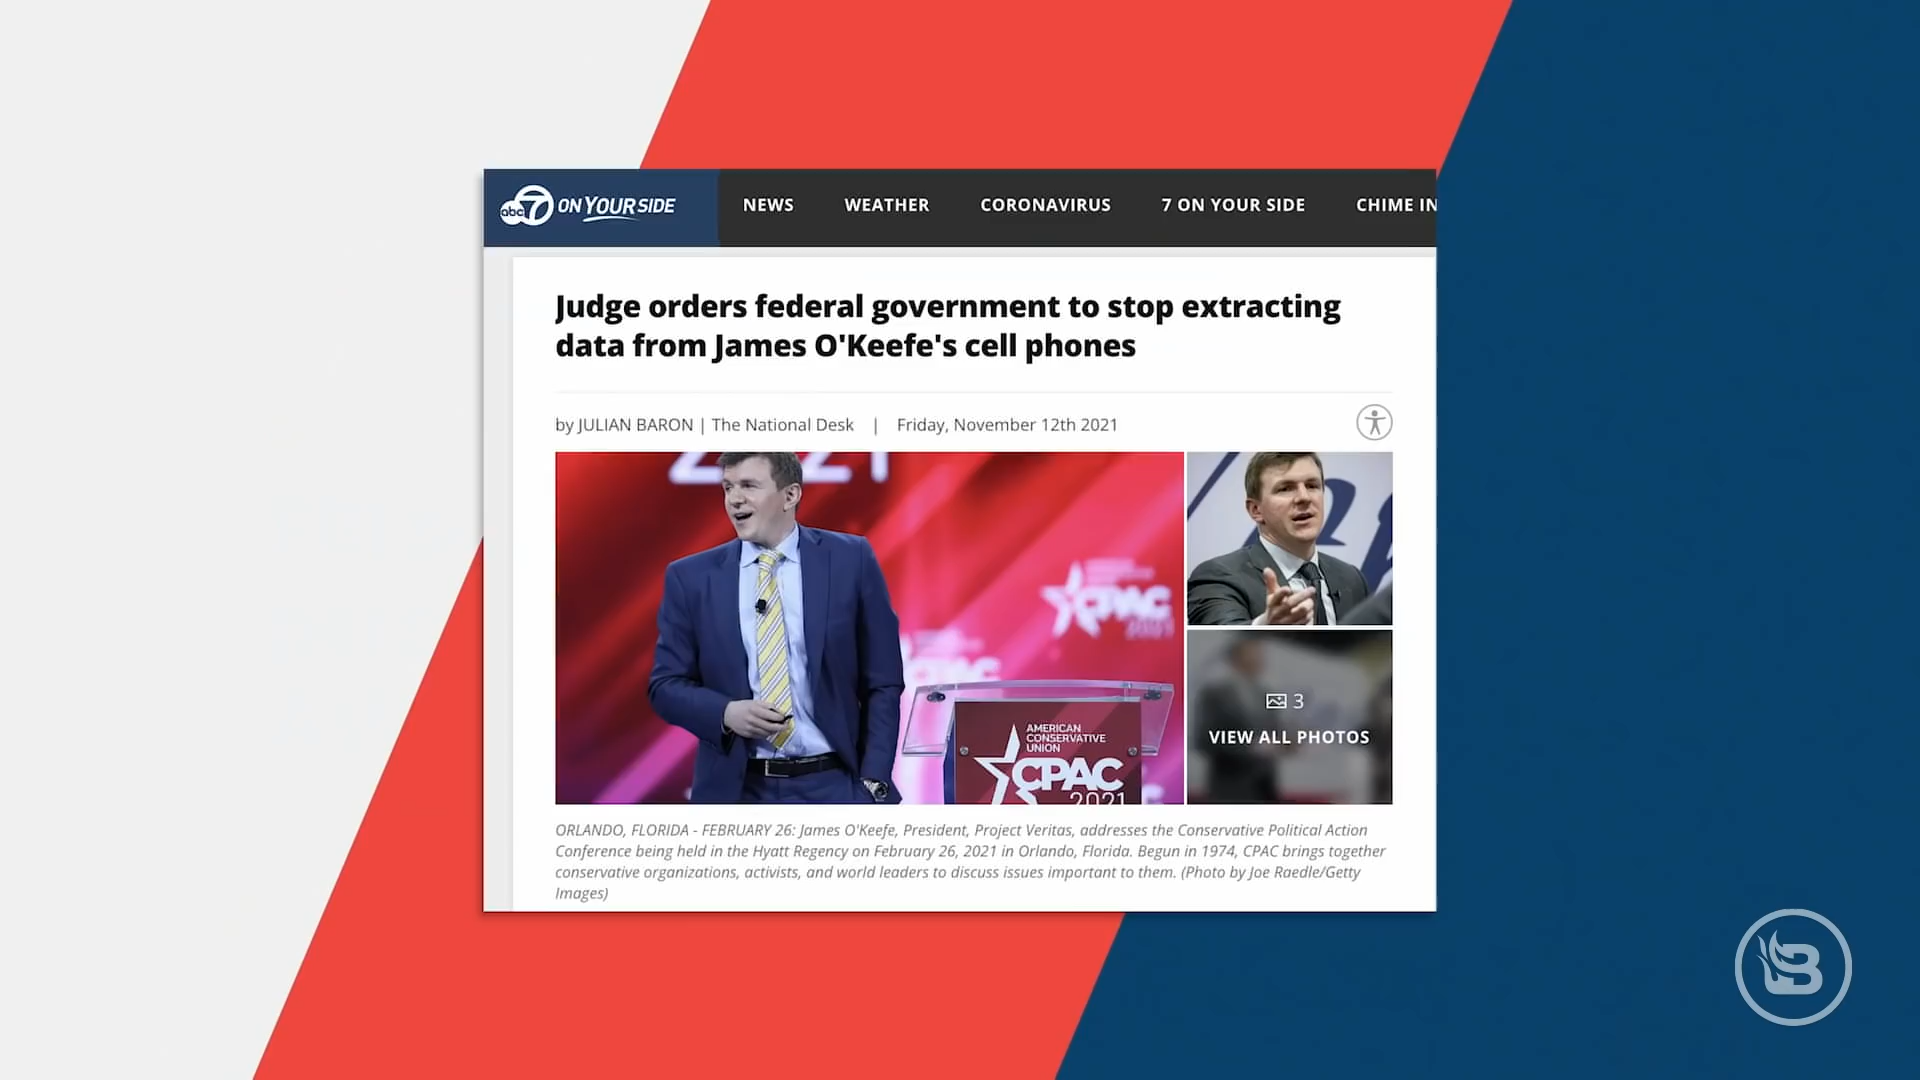 abc 7 ON YOUR SIDE
NEWS WEATHER CORONAVIRUS 7 ON YOUR SIDE CHIME IN
Judge orders federal government to stop extracting
data from James O'Keefe's cell phones
by JULIAN BARON | The National Desk | Friday, November 12th 2021
2021
CPAC
2021
CPAC
AMERICAN
CONSERVATIVE
UNION
CPAC
2021
3
VIEW ALL PHOTOS
ORLANDO, FLORIDA - FEBRUARY 26: James O'Keefe, President, Project Veritas, addresses the Conservative Political Action
Conference being held in the Hyatt Regency on February 26, 2021 in Orlando, Florida. Begun in 1974, CPAC brings together
conservative organizations, activists, and world leaders to discuss issues important to them. (Photo by Joe Raedle/Getty
Images)
B